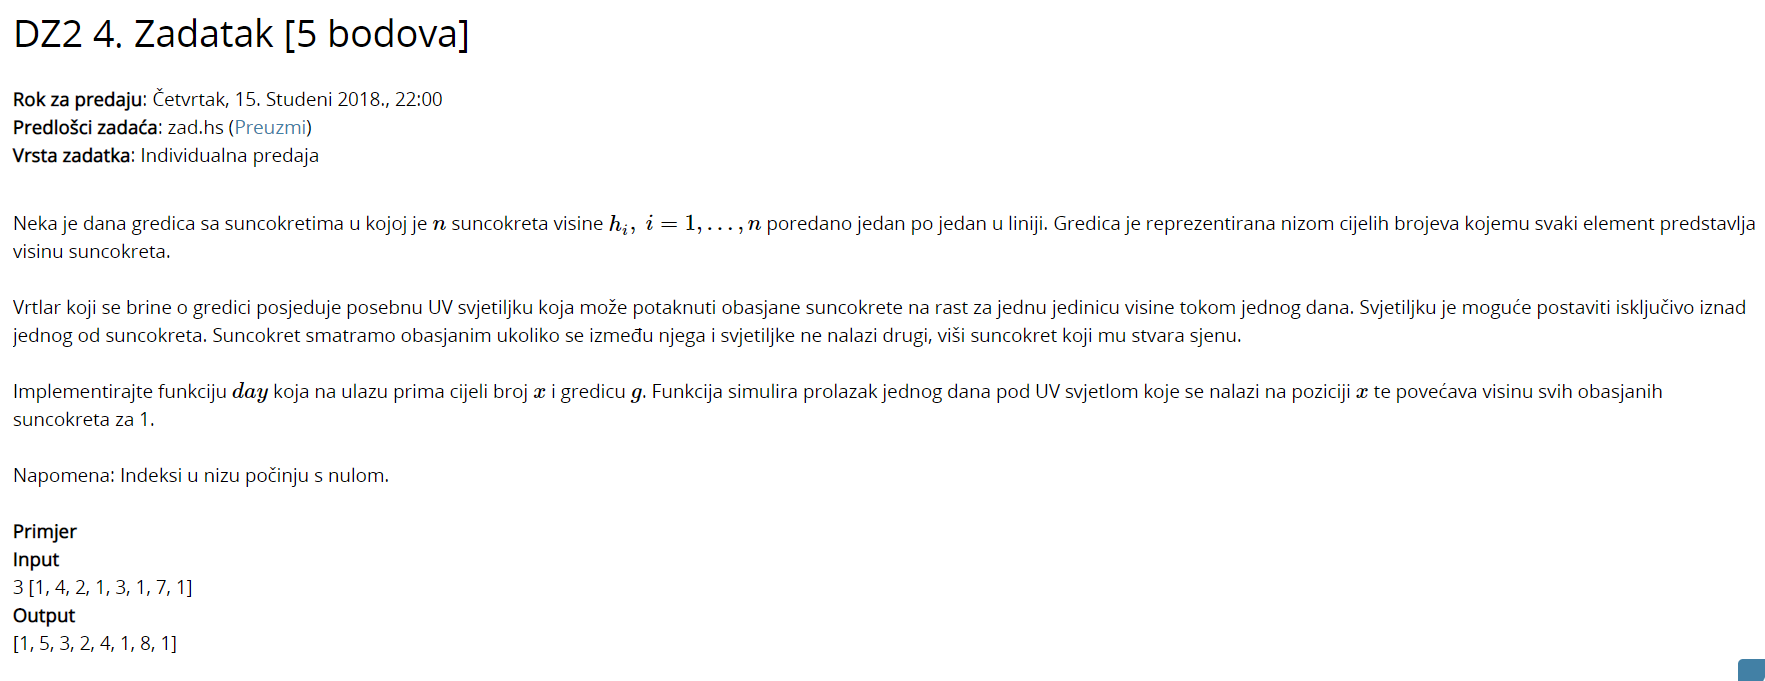 DZ2 4. Zadatak [5 bodova]
Rok za predaju: Četvrtak, 15. Studeni 2018., 22:00
Predlošci zadaća: zad.hs (Preuzmi)
Vrsta zadatka: Individualna predaja
Neka je dana gredica sa suncokretima u kojoj je n suncokreta visine hᵢ, i = 1, . . . , n poredano jedan po jedan u liniji. Gredica je reprezentirana nizom cijelih brojeva kojemu svaki element predstavlja
visinu suncokreta.
Vrtlar koji se brine o gredici posjeduje posebnu UV svjetiljku koja može potaknuti obasjane suncokrete na rast za jednu jedinicu visine tokom jednog dana. Svjetiljku je moguće postaviti isključivo iznad
jednog od suncokreta. Suncokret smatramo obasjanim ukoliko se između njega i svjetiljke ne nalazi drugi, viši suncokret koji mu stvara sjenu.
Implementirajte funkciju day koja na ulazu prima cijeli broj x i gredicu g. Funkcija simulira prolazak jednog dana pod UV svjetlom koje se nalazi na poziciji x te povećava visinu svih obasjanih
suncokreta za 1.
Napomena: Indeksi u nizu počinju s nulom.
Primjer
Input
3 [1, 4, 2, 1, 3, 1, 7, 1]
Output
[1, 5, 3, 2, 4, 1, 8, 1]